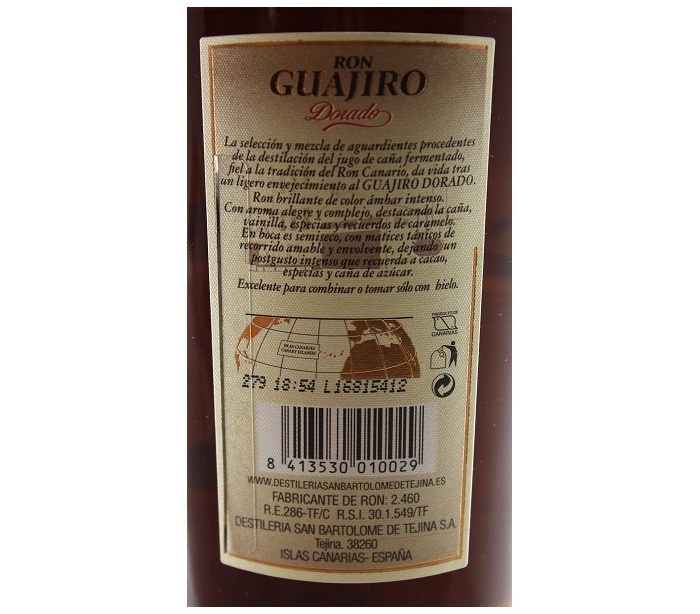 RON
GUAJIRO
Dorado
La selección y mezcla de aguardientes procedentes
de la destilación del jugo de caña fermentado,
fiel a la tradición del Ron Canario, da vida tras
un ligero envejecimiento al GUAJIRO DORADO.
Ron brillante de color ámbar intenso.
Con aroma alegre y complejo, destacando la caña,
vainilla, especias y recuerdos de caramelo.
En boca es semiseco, con matices tánicos de
recorrido amable y envolvente, dejando un
postgusto intenso que recuerda a cacao,
especias y caña de azúcar.
Excelente para combinar o tomar sólo con hielo.
PRODUCTO DE
CANARIAS
ISLAS CANARIAS
CANARY ISLANDS
279 18:54 L16815412
8 413530 010029
WWW.DESTILERIASANBARTOLOMEDETEJINA.ES
FABRICANTE DE RON: 2.460
R.E.286-TF/C R.S.I. 30.1.549/TF
DESTILERIA SAN BARTOLOME DE TEJINA S.A.
Tejina. 38260
ISLAS CANARIAS- ESPAÑA